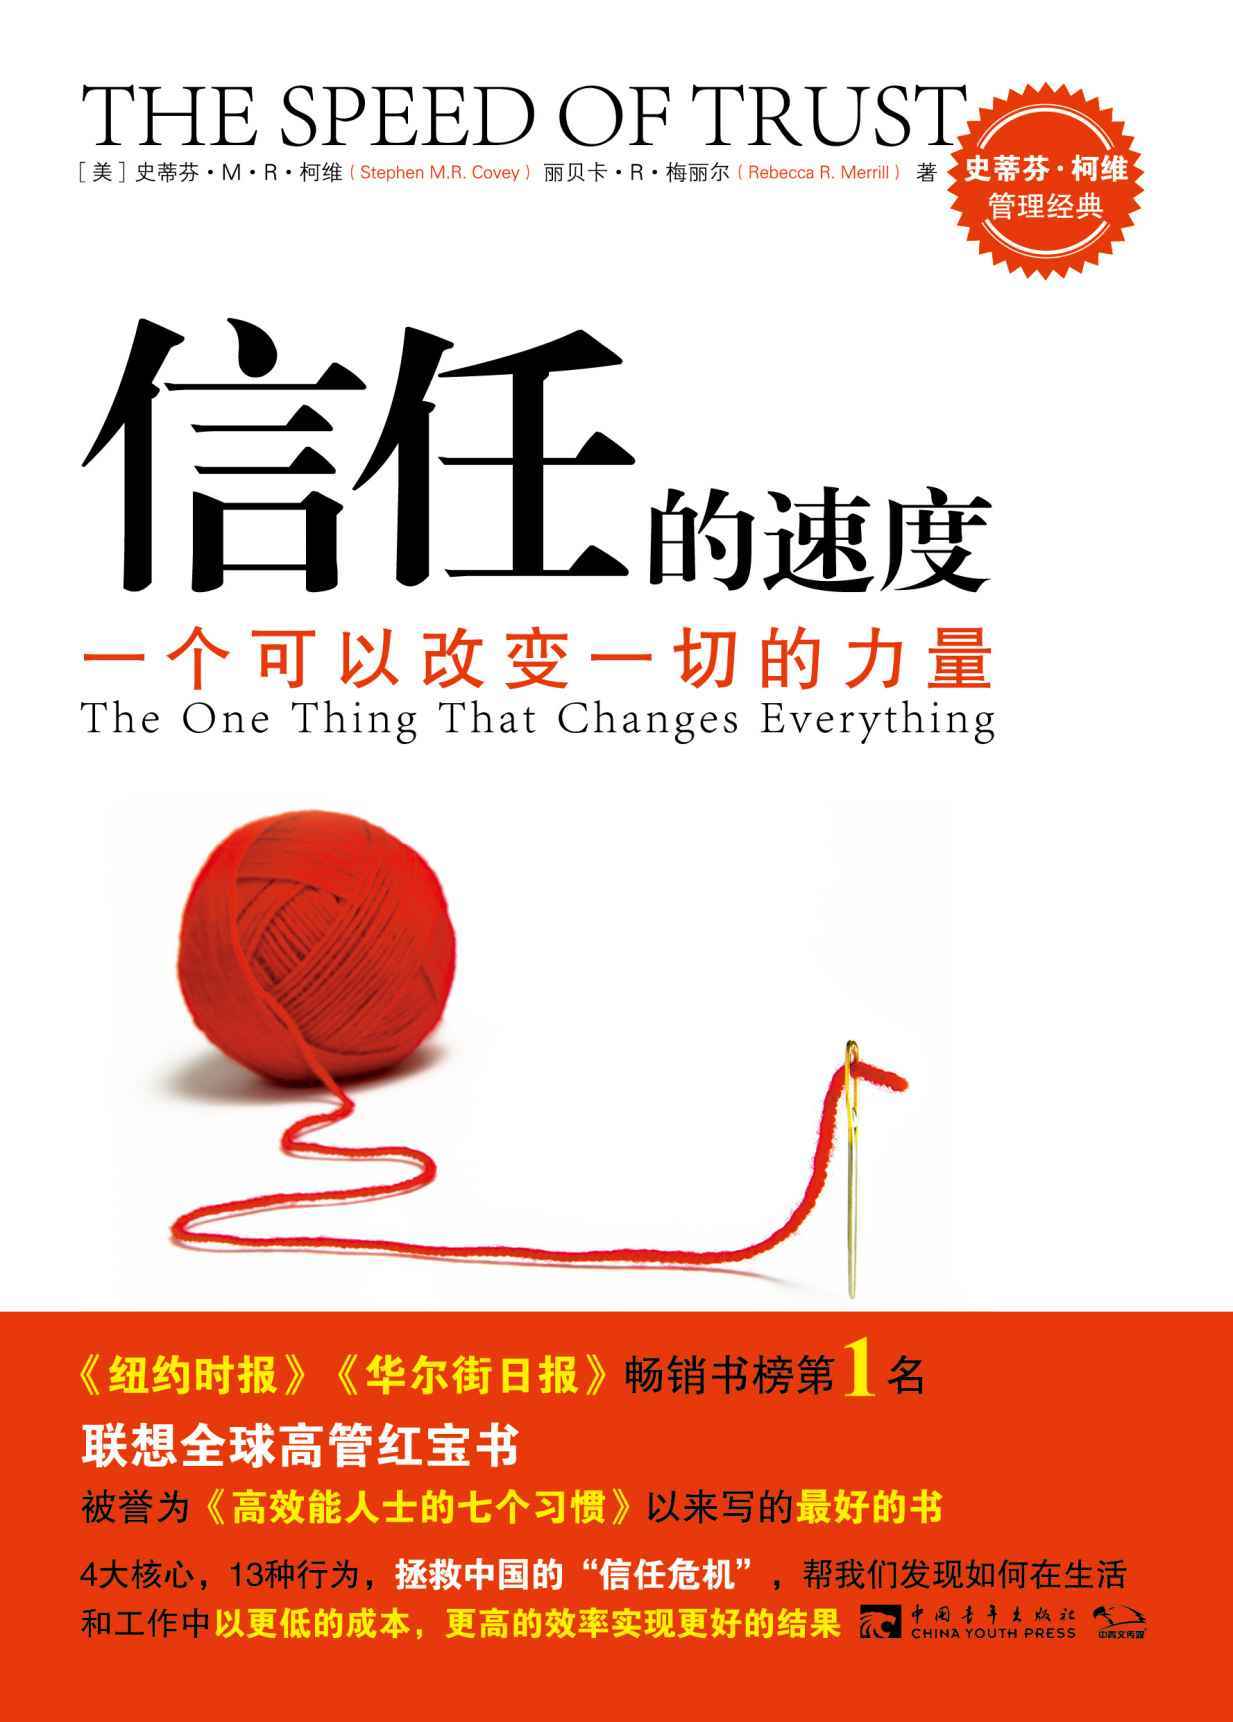 THE SPEED OF TRUST
［美］史蒂芬·M·R·柯维（Stephen M.R. Covey） 丽贝卡·R·梅丽尔（Rebecca R. Merrill） 著
史蒂芬·柯维
管理经典
信任的速度
一个可以改变一切的力量
The One Thing That Changes Everything
《纽约时报》《华尔街日报》畅销书榜第1名
联想全球高管红宝书
被誉为《高效能人士的七个习惯》以来写的最好的书
4大核心，13种行为，拯救中国的“信任危机”，帮我们发现如何在生活
和工作中以更低的成本，更高的效率实现更好的结果
中国青年出版社
CHINA YOUTH PRESS
中青文传媒